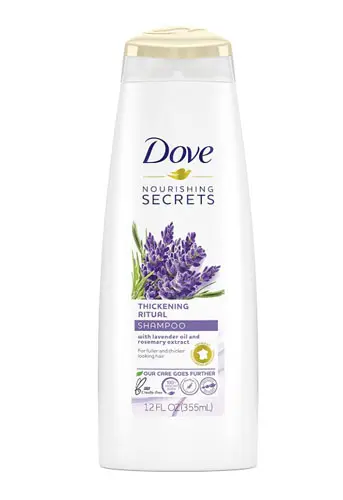 Dove
NOURISHING
SECRETS
THICKENING
RITUAL
SHAMPOO
with lavender oil and
rosemary extract
For fuller and thicker
looking hair
OUR CARE GOES FURTHER
12 FL OZ (355mL)